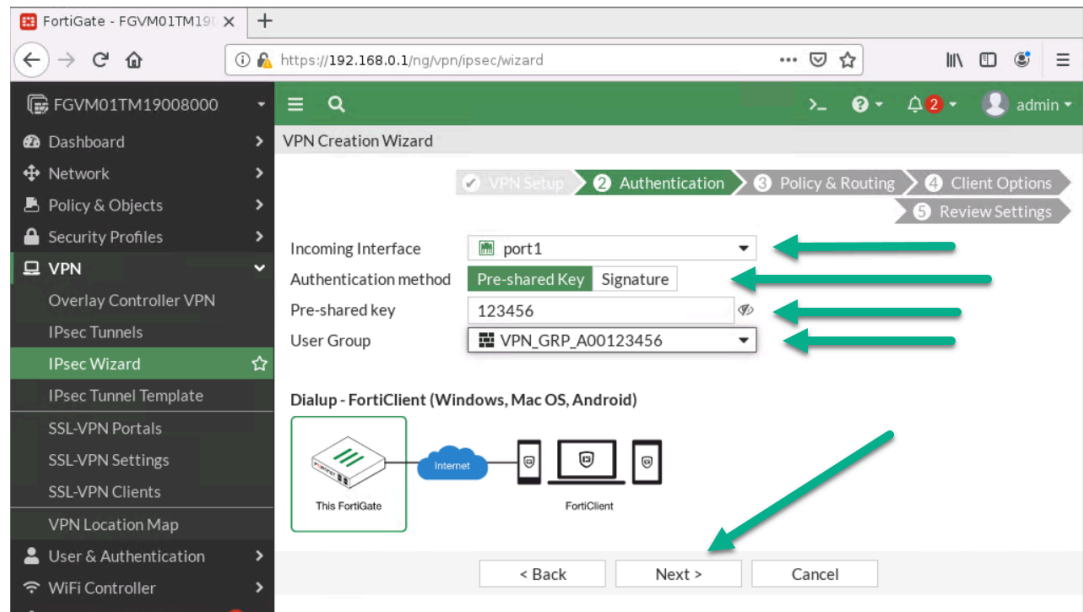 FortiGate - FGVM01TM190
https://192.168.0.1/ng/vpn/ipsec/wizard
FGVM01TM19008000
>_ 2 admin
Dashboard
Network
Policy & Objects
Security Profiles
VPN
Overlay Controller VPN
IPsec Tunnels
IPsec Wizard
IPsec Tunnel Template
SSL-VPN Portals
SSL-VPN Settings
SSL-VPN Clients
VPN Location Map
User & Authentication
WiFi Controller
VPN Creation Wizard
VPN Setup 2 Authentication 3 Policy & Routing 4 Client Options
5 Review Settings
Incoming Interface port1
Authentication method Pre-shared Key Signature
Pre-shared key 123456
User Group VPN_GRP_A00123456
Dialup - FortiClient (Windows, Mac OS, Android)
Internet
This FortiGate FortiClient
< Back Next > Cancel